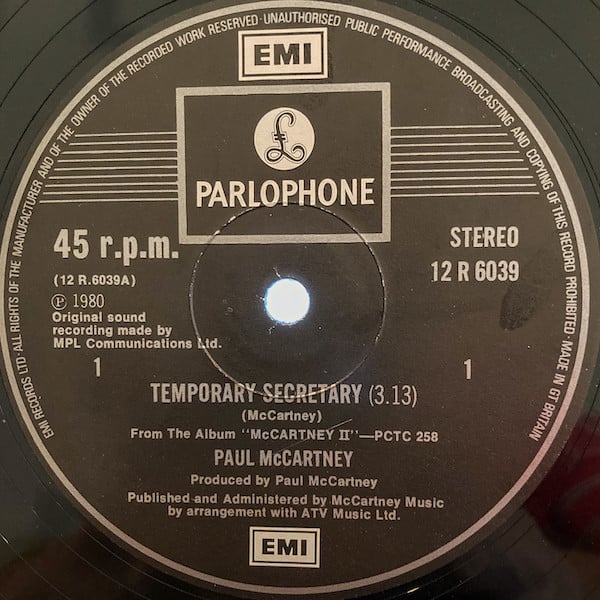 EMI RECORDS LTD·ALL RIGHTS OF THE MANUFACTURER AND OF THE OWNER OF THE RECORDED WORK RESERVED·UNAUTHORISED PUBLIC PERFORMANCE BROADCASTING AND COPYING OF THIS RECORD PROHIBITED·MADE IN GT BRITAIN
EMI
£
PARLOPHONE
45 r.p.m.
STEREO
(12 R.6039A)
12 R 6039
Ⓟ 1980
Original sound
recording made by
MPL Communications Ltd.
1
1
TEMPORARY SECRETARY (3.13)
(McCartney)
From The Album "McCARTNEY II"—PCTC 258
PAUL McCARTNEY
Produced by Paul McCartney
Published and Administered by McCartney Music
by arrangement with ATV Music Ltd.
EMI